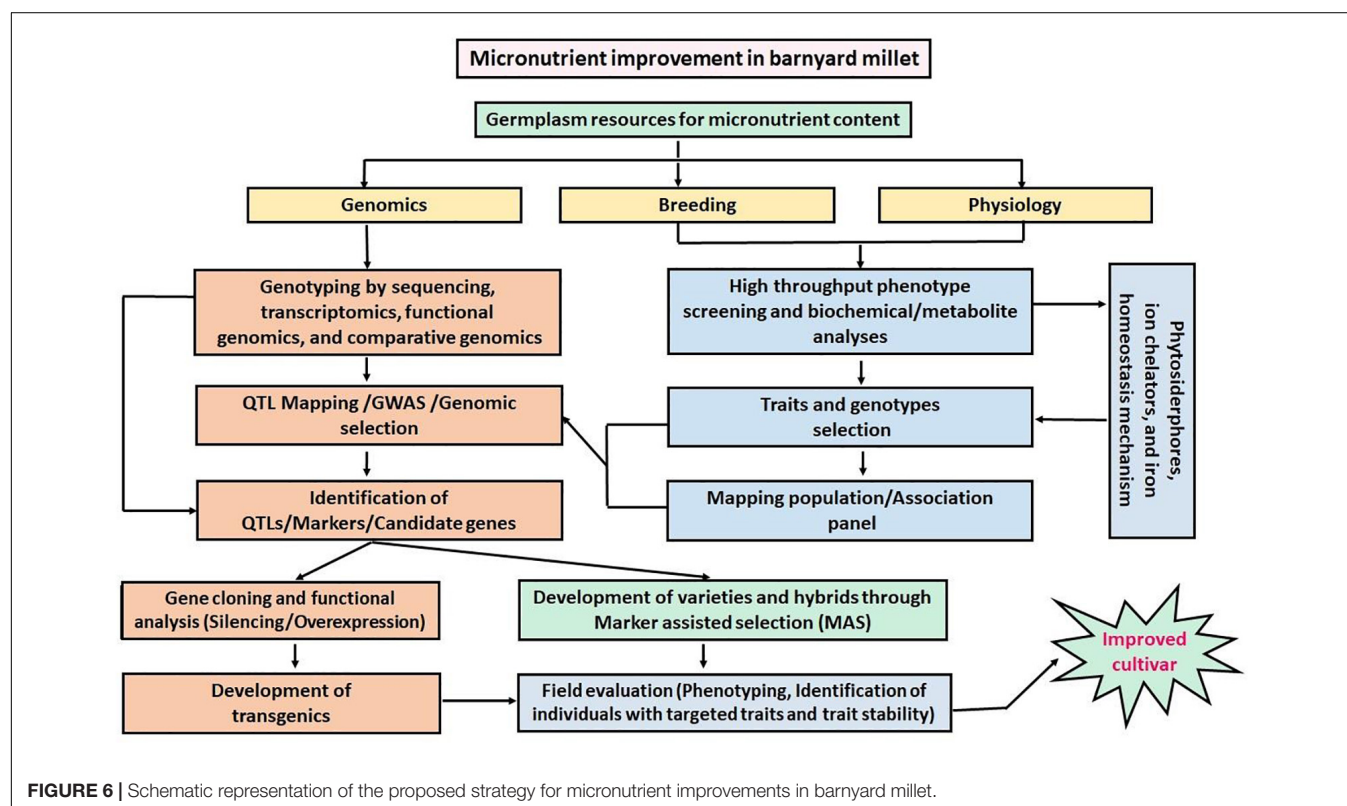 Micronutrient improvement in barnyard millet
Germplasm resources for micronutrient content
Genomics
Breeding
Physiology
Genotyping by sequencing,
transcriptomics, functional
genomics, and comparative genomics
High throughput phenotype
screening and biochemical/metabolite
analyses
Phytosiderphores,
ion chelators, and iron
homeostasis mechanism
QTL Mapping /GWAS /Genomic
selection
Traits and genotypes
selection
Identification of
QTLs/Markers/Candidate genes
Mapping population/Association
panel
Gene cloning and functional
analysis (Silencing/Overexpression)
Development of varieties and hybrids through
Marker assisted selection (MAS)
Improved
cultivar
Development of
transgenics
Field evaluation (Phenotyping, Identification of
individuals with targeted traits and trait stability)
FIGURE 6 | Schematic representation of the proposed strategy for micronutrient improvements in barnyard millet.